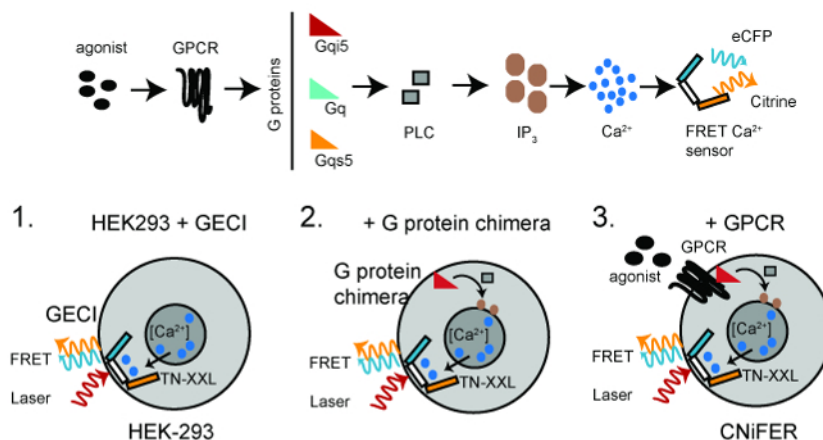 agonist
GPCR
G proteins
Gqi5
Gq
Gqs5
PLC
IP₃
Ca²⁺
eCFP
Citrine
FRET Ca²⁺
sensor
1.
HEK293 + GECI
GECI
[Ca²⁺]
FRET
TN-XXL
Laser
HEK-293
2.
+ G protein chimera
G protein
chimera
[Ca²⁺]
FRET
TN-XXL
Laser
3.
+ GPCR
GPCR
agonist
[Ca²⁺]
FRET
TN-XXL
Laser
CNiFER